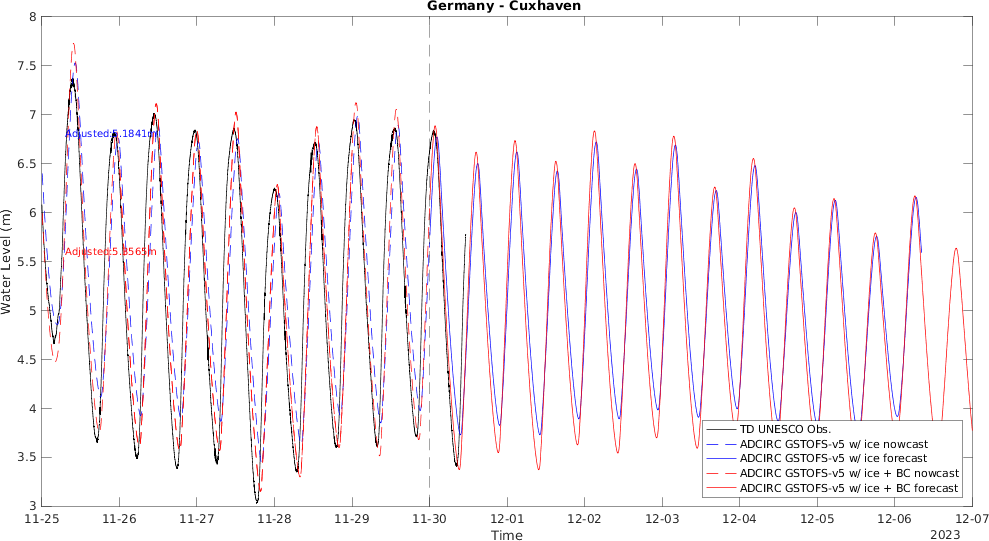 Germany - Cuxhaven
8
7.5
7
6.5
6
5.5
5
4.5
4
3.5
3
Water Level (m)
Adjusted:5.1841m
Adjusted:5.3565m
TD UNESCO Obs.
ADCIRC GSTOFS-v5 w/ ice nowcast
ADCIRC GSTOFS-v5 w/ ice forecast
ADCIRC GSTOFS-v5 w/ ice + BC nowcast
ADCIRC GSTOFS-v5 w/ ice + BC forecast
11-25 11-26 11-27 11-28 11-29 11-30 12-01 12-02 12-03 12-04 12-05 12-06 12-07
Time
2023